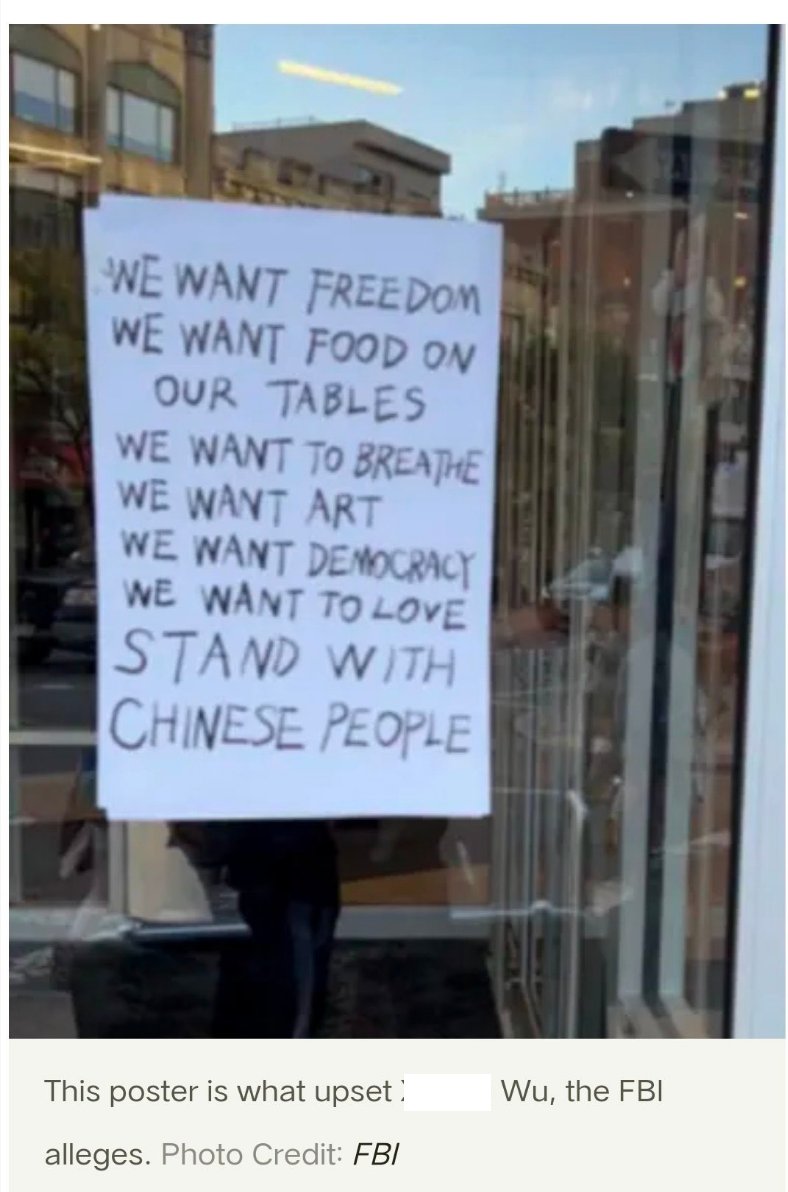 WE WANT FREEDOM
WE WANT FOOD ON
OUR TABLES
WE WANT TO BREATHE
WE WANT ART
WE WANT DEMOCRACY
WE WANT TO LOVE
STAND WITH
CHINESE PEOPLE
This poster is what upset Wu, the FBI
alleges. Photo Credit: FBI